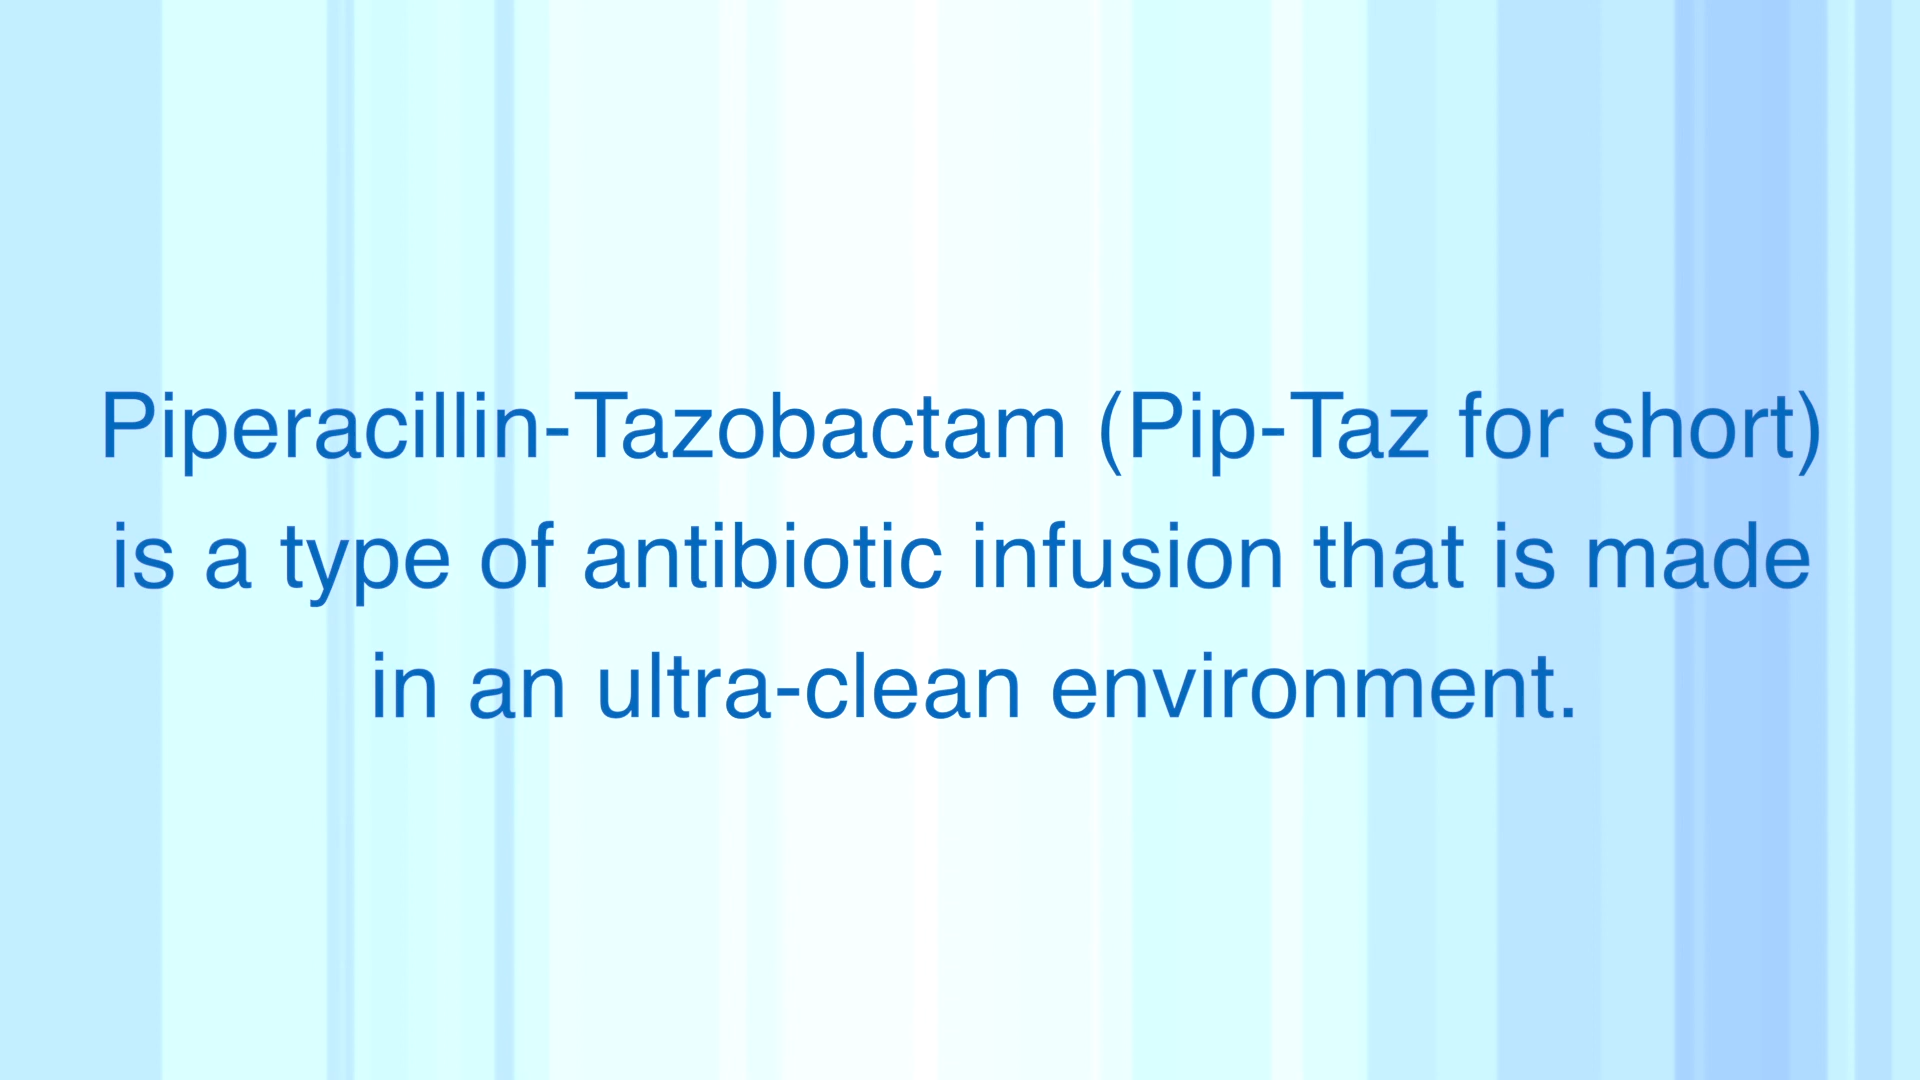 Piperacillin-Tazobactam (Pip-Taz for short)
is a type of antibiotic infusion that is made
in an ultra-clean environment.